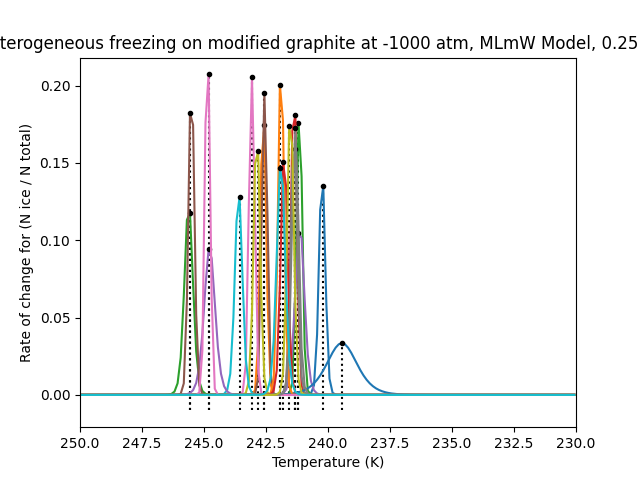 terogeneous freezing on modified graphite at -1000 atm, MLmW Model, 0.25
Rate of change for (N ice / N total)
0.20
0.15
0.10
0.05
0.00
250.0 247.5 245.0 242.5 240.0 237.5 235.0 232.5 230.0
Temperature (K)